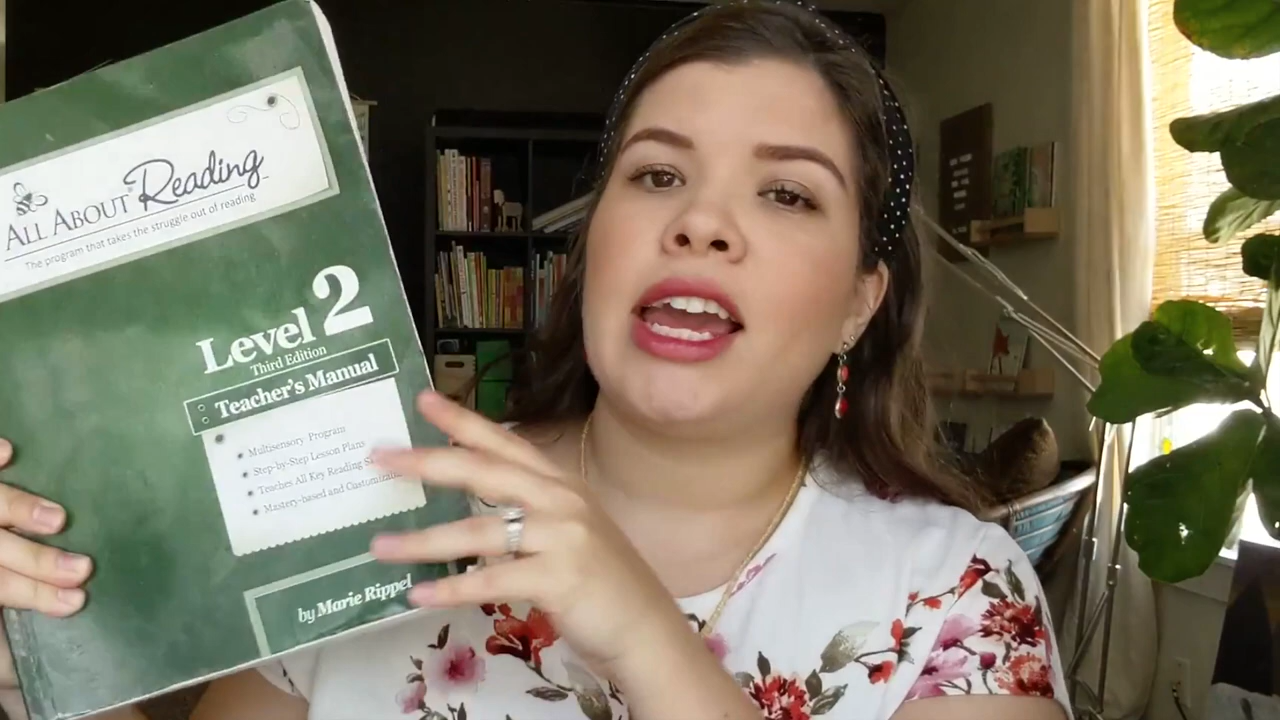 ALL ABOUT® Reading
The program that takes the struggle out of reading
Level 2
Third Edition
Teacher's Manual
Multisensory Program
Step-by-Step Lesson Plans
Teaches All Key Reading
Mastery-based and
by Marie Rippel